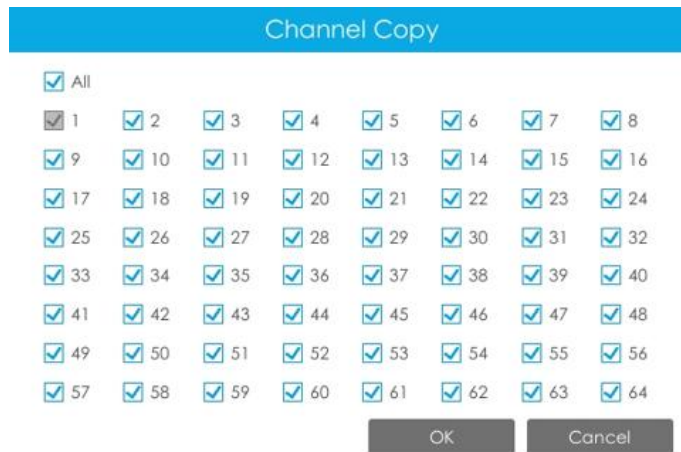 Channel Copy
All
1 2 3 4 5 6 7 8
9 10 11 12 13 14 15 16
17 18 19 20 21 22 23 24
25 26 27 28 29 30 31 32
33 34 35 36 37 38 39 40
41 42 43 44 45 46 47 48
49 50 51 52 53 54 55 56
57 58 59 60 61 62 63 64
OK Cancel